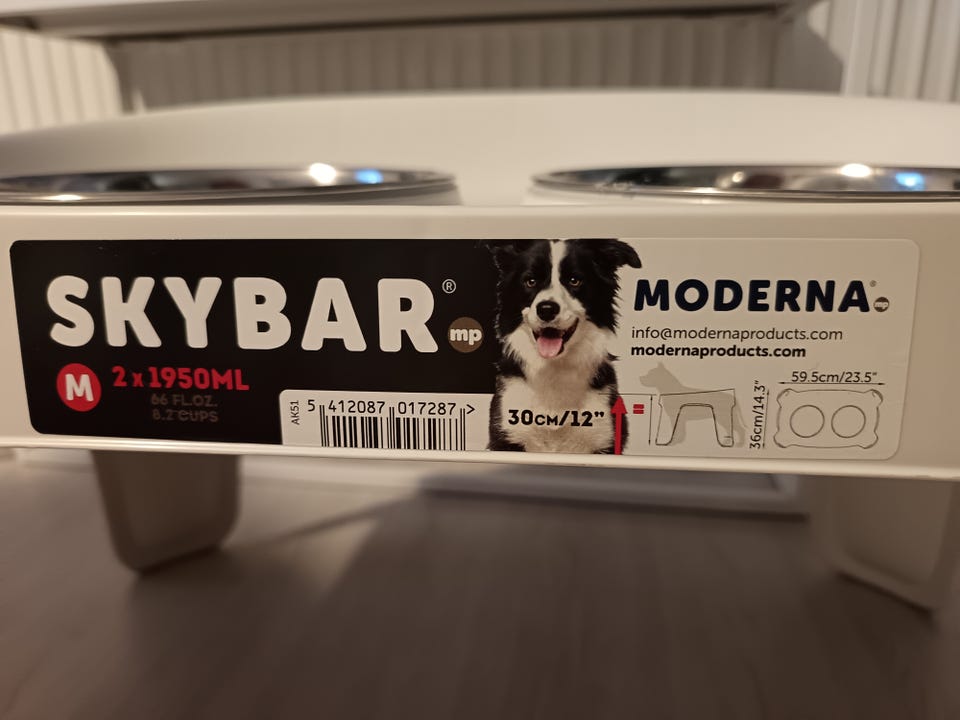 SKYBAR®
mp
M
2 x 1950ML
66 FL.OZ.
8.2 CUPS
AK51
5 412087 017287 >
30CM/12"
=
MODERNA®
mp
info@modernaproducts.com
modernaproducts.com
36cm/14.3"
59.5cm/23.5"